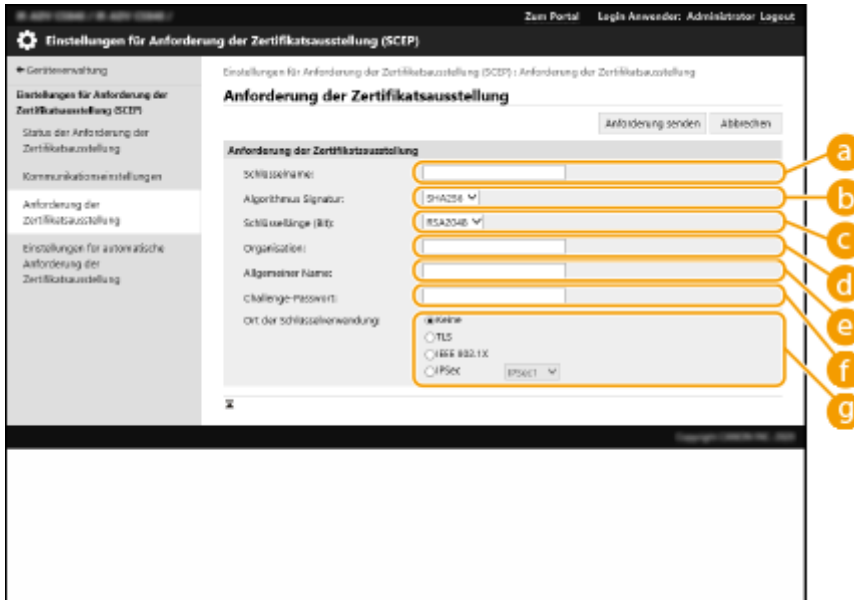 Zum Portal Login Anwender: Administrator Logout
Einstellungen für Anforderung der Zertifikatsausstellung (SCEP)
Geräteverwaltung
Einstellungen für Anforderung der
Zertifikatsausstellung (SCEP)
Status der Anforderung der
Zertifikatsausstellung
Kommunikationseinstellungen
Anforderung der
Zertifikatsausstellung
Einstellungen für automatische
Anforderung der
Zertifikatsausstellung
Einstellungen für Anforderung der Zertifikatsausstellung (SCEP) : Anforderung der Zertifikatsausstellung
Anforderung der Zertifikatsausstellung
Anforderung senden Abbrechen
Anforderung der Zertifikatsausstellung
Schlüsselname: a
Algorithmus Signatur: SHA256 b
Schlüssellänge (Bit): RSA2048 c
Organisation: d
Allgemeiner Name: e
Challenge-Passwort: f
Ort der Schlüsselverwendung: Keine g
TLS
IEEE 802.1X
IPSec IPSec1